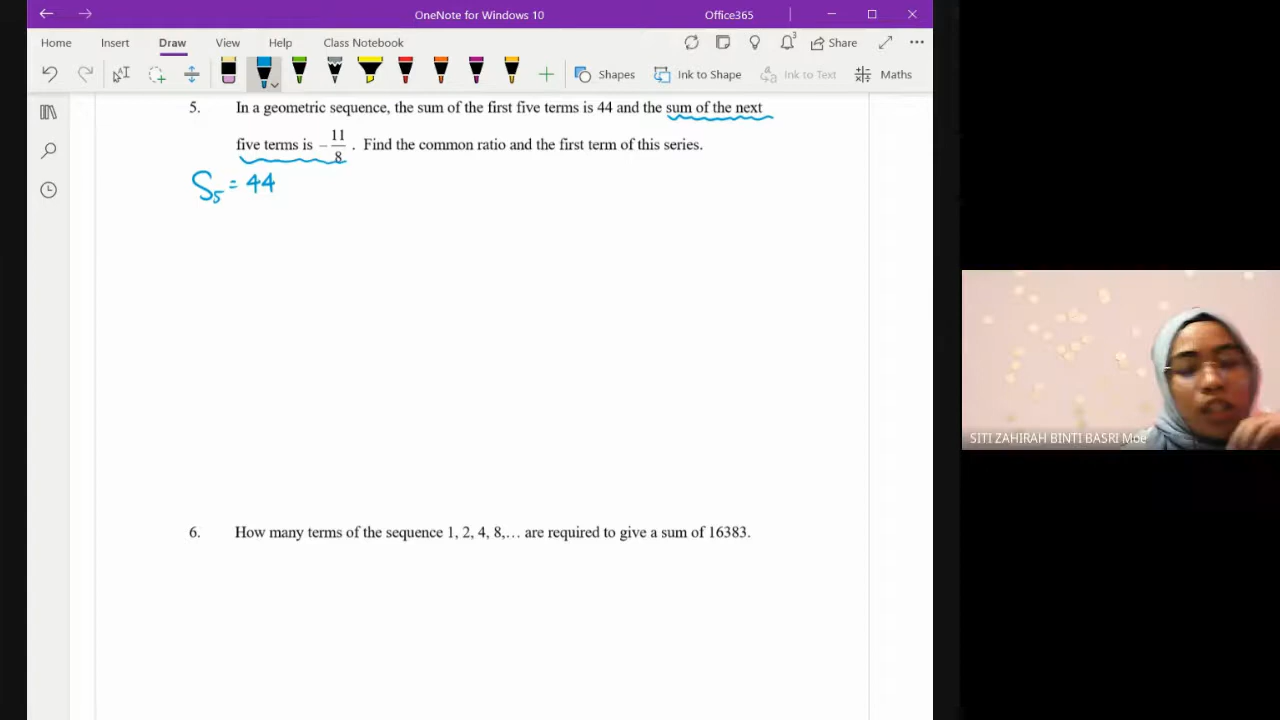 OneNote for Windows 10
Office365
Home Insert Draw View Help Class Notebook
3
Share
Shapes Ink to Shape Ink to Text Maths
5. In a geometric sequence, the sum of the first five terms is 44 and the sum of the next
five terms is -11/8 . Find the common ratio and the first term of this series.
S5 = 44
SITI ZAHIRAH BINTI BASRI Moe
6. How many terms of the sequence 1, 2, 4, 8,… are required to give a sum of 16383.